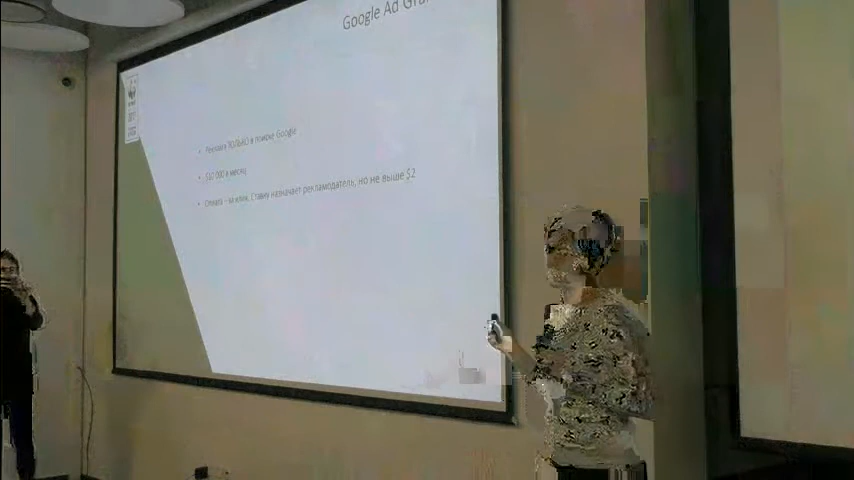 Google Ad Gra
• Реклама ТОЛЬКО в поиске Google
• $10 000 в месяц
• Оплата – за клик. Ставку назначает рекламодатель, но не выше $2